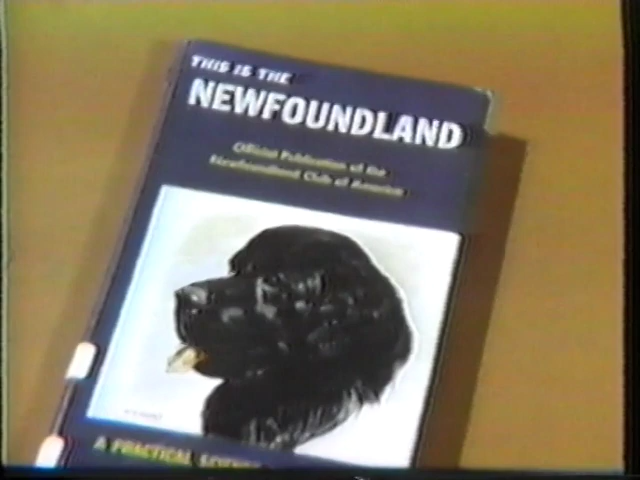 THIS IS THE
NEWFOUNDLAND
Official Publication of the
Newfoundland Club of America
A PRACTICAL